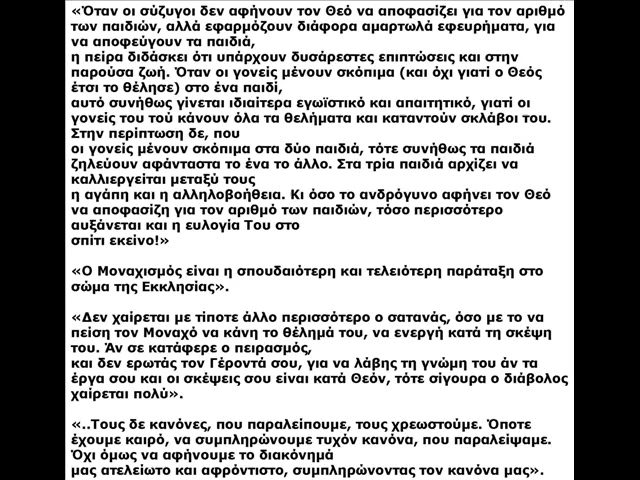 «Όταν οι σύζυγοι δεν αφήνουν τον Θεό να αποφασίζει για τον αριθμό
των παιδιών, αλλά εφαρμόζουν διάφορα αμαρτωλά εφευρήματα, για
να αποφεύγουν τα παιδιά,
η πείρα διδάσκει ότι υπάρχουν δυσάρεστες επιπτώσεις και στην
παρούσα ζωή. Όταν οι γονείς μένουν σκόπιμα (και όχι γιατί ο Θεός
έτσι το θέλησε) στο ένα παιδί,
αυτό συνήθως γίνεται ιδιαίτερα εγωϊστικό και απαιτητικό, γιατί οι
γονείς του τού κάνουν όλα τα θελήματα και καταντούν σκλάβοι του.
Στην περίπτωση δε, που
οι γονείς μένουν σκόπιμα στα δύο παιδιά, τότε συνήθως τα παιδιά
ζηλεύουν αφάνταστα το ένα το άλλο. Στα τρία παιδιά αρχίζει να
καλλιεργείται μεταξύ τους
η αγάπη και η αλληλοβοήθεια. Κι όσο το ανδρόγυνο αφήνει τον Θεό
να αποφασίζη για τον αριθμό των παιδιών, τόσο περισσότερο
αυξάνεται και η ευλογία Του στο
σπίτι εκείνο!»
«Ο Μοναχισμός είναι η σπουδαιότερη και τελειότερη παράταξη στο
σώμα της Εκκλησίας».
«Δεν χαίρεται με τίποτε άλλο περισσότερο ο σατανάς, όσο με το να
πείση τον Μοναχό να κάνη το θέλημά του, να ενεργή κατά τη σκέψη
του. Άν σε κατάφερε ο πειρασμός,
και δεν ερωτάς τον Γέροντά σου, για να λάβης τη γνώμη του άν τα
έργα σου και οι σκέψεις σου είναι κατά Θεόν, τότε σίγουρα ο διάβολος
χαίρεται πολύ».
«..Τους δε κανόνες, που παραλείπουμε, τους χρεωστούμε. Όποτε
έχουμε καιρό, να συμπληρώνουμε τυχόν κανόνα, που παραλείψαμε.
Όχι όμως να αφήνουμε το διακόνημά
μας ατελείωτο και αφρόντιστο, συμπληρώνοντας τον κανόνα μας».